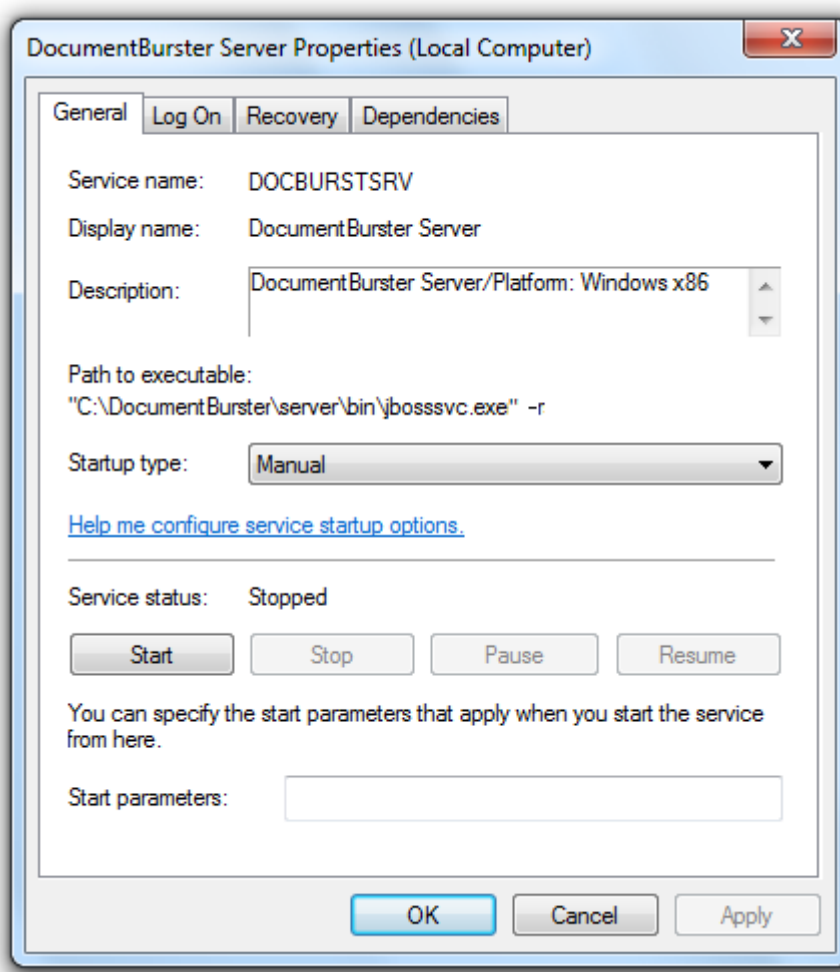 DocumentBurster Server Properties (Local Computer)
General Log On Recovery Dependencies
Service name: DOCBURSTSRV
Display name: DocumentBurster Server
Description: DocumentBurster Server/Platform: Windows x86
Path to executable:
"C:\DocumentBurster\server\bin\jbosssvc.exe" -r
Startup type: Manual
Help me configure service startup options.
Service status: Stopped
Start Stop Pause Resume
You can specify the start parameters that apply when you start the service
from here.
Start parameters:
OK Cancel Apply